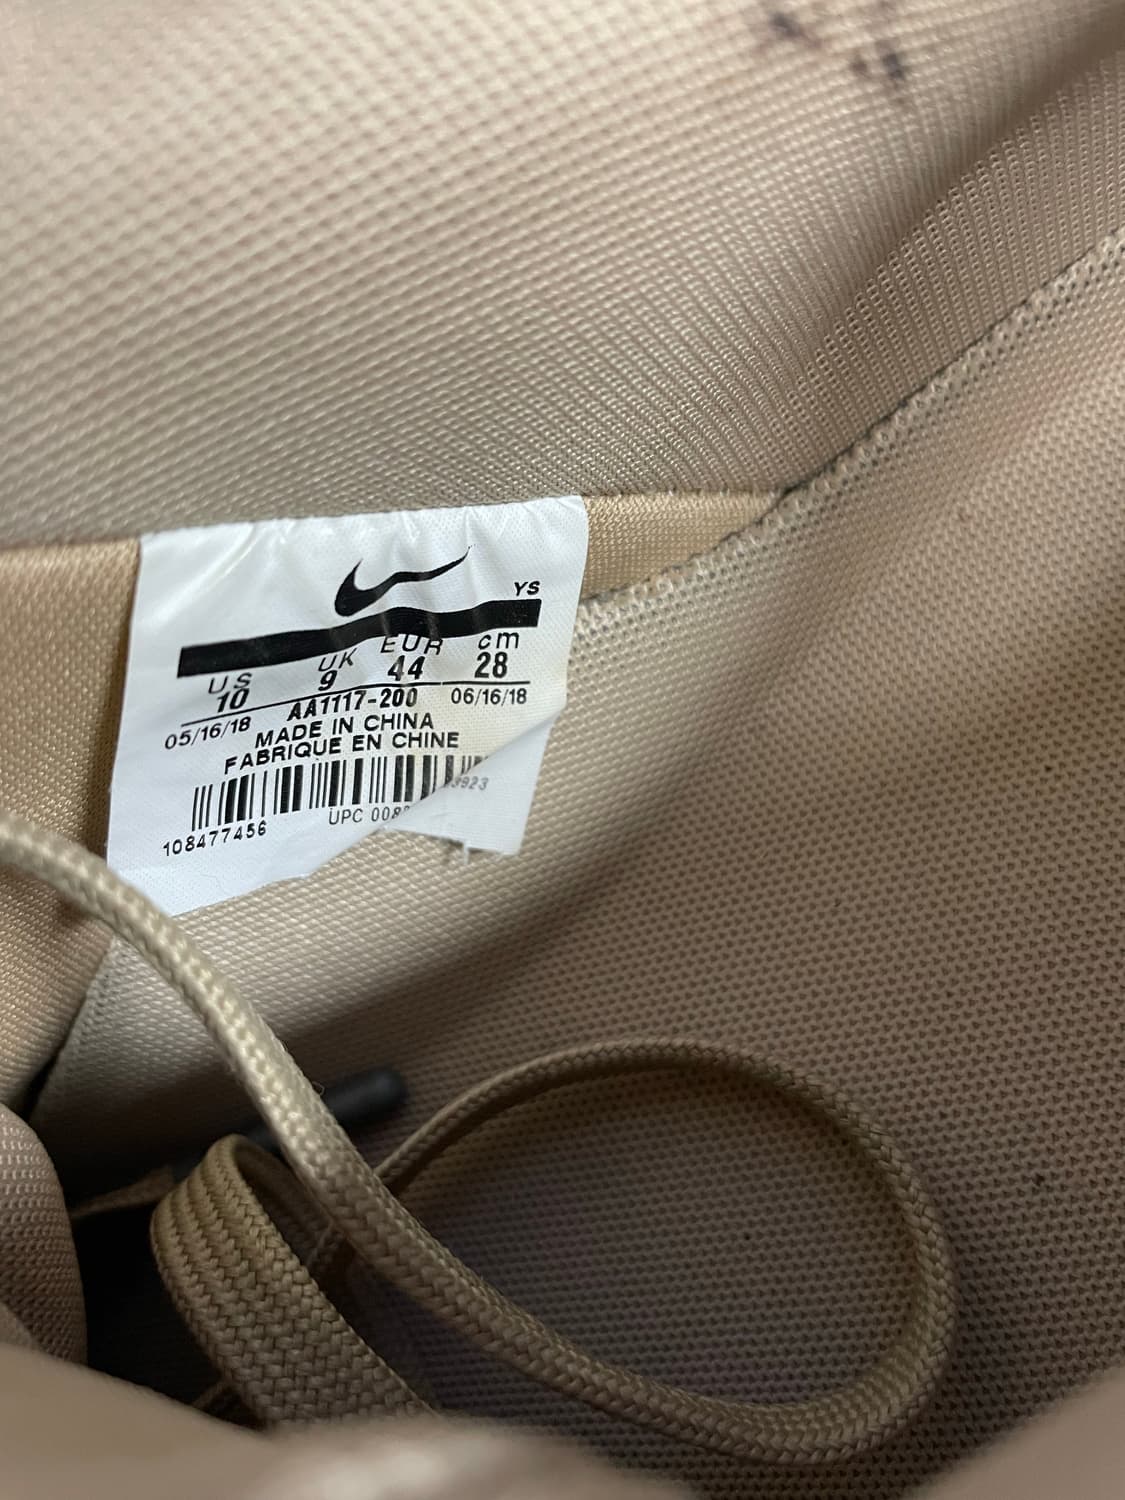 YS
US UK EUR cm
10 9 44 28
05/16/18 AA1117-200 06/16/18
MADE IN CHINA
FABRIQUE EN CHINE
108477456 UPC 008 3923